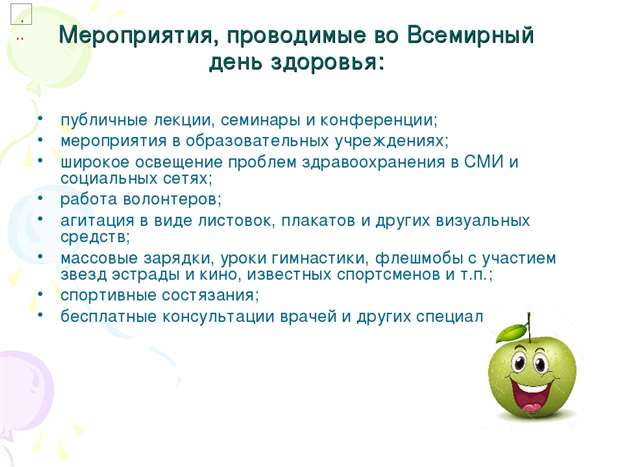 Мероприятия, проводимые во Всемирный
день здоровья:
• публичные лекции, семинары и конференции;
• мероприятия в образовательных учреждениях;
• широкое освещение проблем здравоохранения в СМИ и
социальных сетях;
• работа волонтеров;
• агитация в виде листовок, плакатов и других визуальных
средств;
• массовые зарядки, уроки гимнастики, флешмобы с участием
звезд эстрады и кино, известных спортсменов и т.п.;
• спортивные состязания;
• бесплатные консультации врачей и других специал